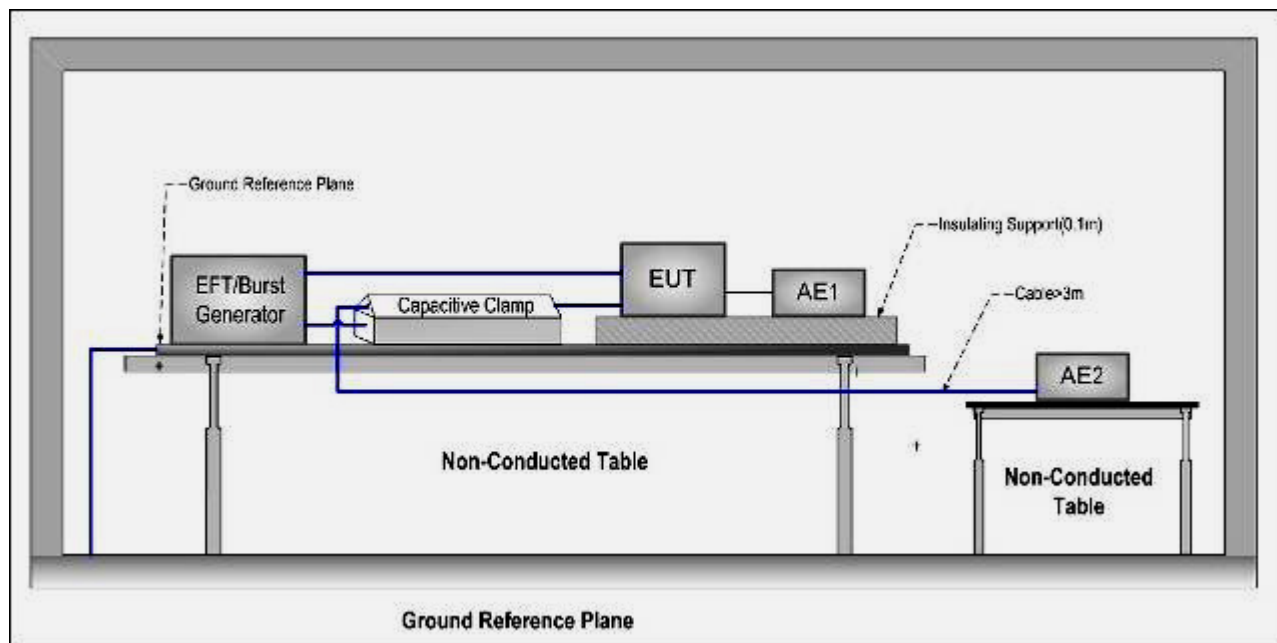 Ground Reference Plane
Insulating Support(0.1m)
EFT/Burst
Generator
Capacitive Clamp
EUT
AE1
Cable>3m
AE2
Non-Conducted Table
Non-Conducted
Table
Ground Reference Plane